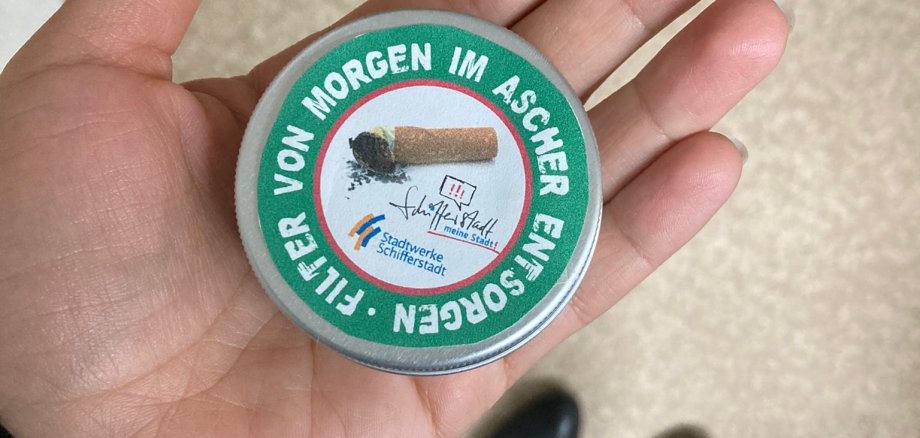 FILTER VON MORGEN IM ASCHER ENTSORGEN ·
!!!
Schifferstadt
meine Stadt!
Stadtwerke
Schifferstadt